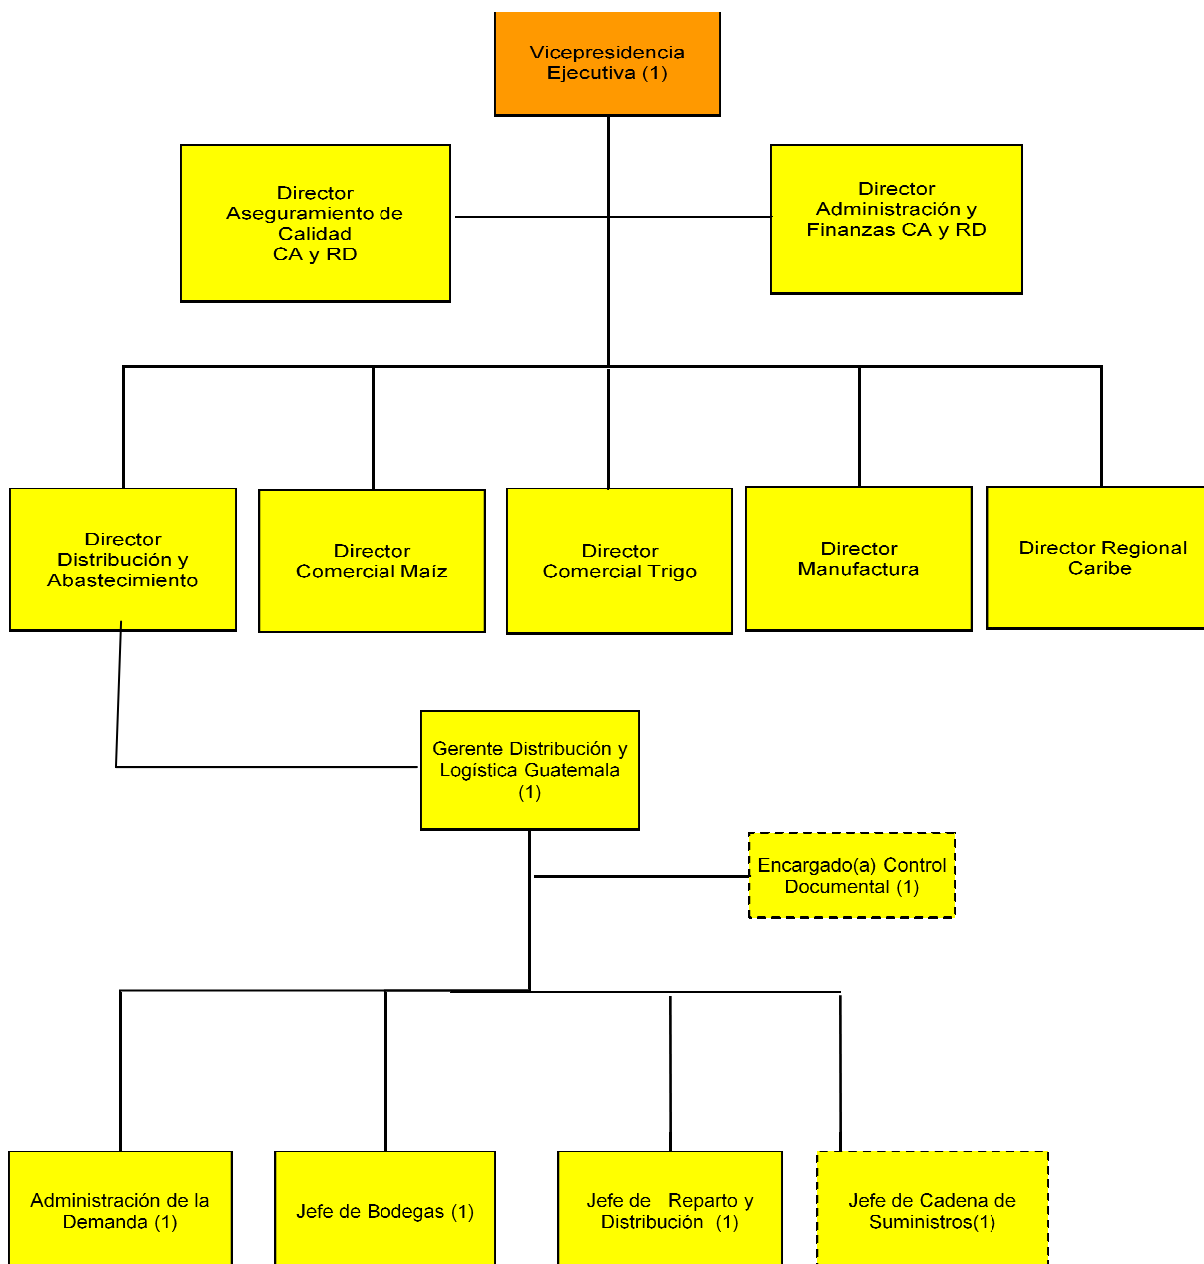 Vicepresidencia
Ejecutiva (1)
Director
Aseguramiento de
Calidad
CA y RD
Director
Administración y
Finanzas CA y RD
Director
Distribución y
Abastecimiento
Director
Comercial Maíz
Director
Comercial Trigo
Director
Manufactura
Director Regional
Caribe
Gerente Distribución y
Logística Guatemala
(1)
Encargado(a) Control
Documental (1)
Administración de la
Demanda (1)
Jefe de Bodegas (1)
Jefe de Reparto y
Distribución (1)
Jefe de Cadena de
Suministros(1)